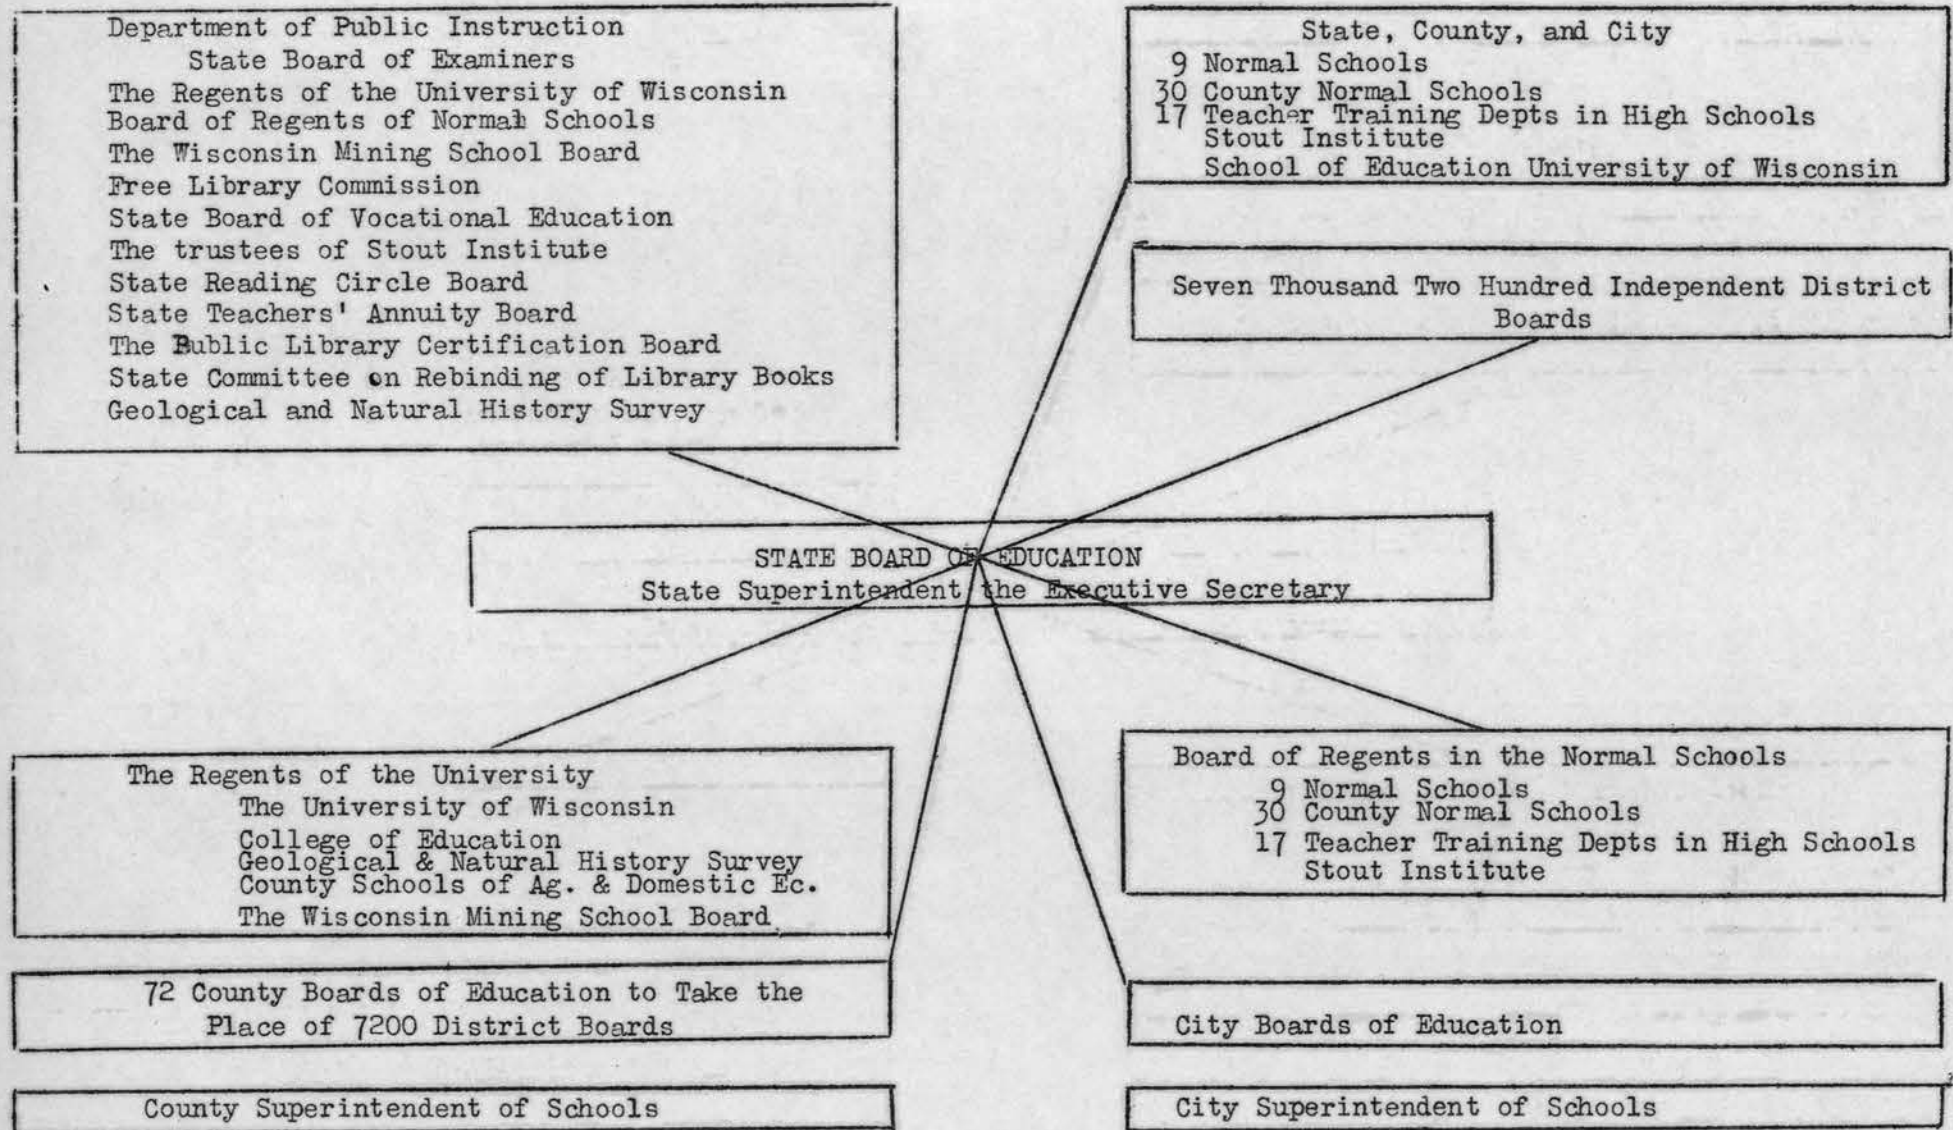 Department of Public Instruction
State Board of Examiners
The Regents of the University of Wisconsin
Board of Regents of Normal Schools
The Wisconsin Mining School Board
Free Library Commission
State Board of Vocational Education
The trustees of Stout Institute
State Reading Circle Board
State Teachers' Annuity Board
The Public Library Certification Board
State Committee on Rebinding of Library Books
Geological and Natural History Survey
State, County, and City
9 Normal Schools
30 County Normal Schools
17 Teacher Training Depts in High Schools
Stout Institute
School of Education University of Wisconsin
Seven Thousand Two Hundred Independent District
Boards
STATE BOARD OF EDUCATION
State Superintendent the Executive Secretary
The Regents of the University
The University of Wisconsin
College of Education
Geological & Natural History Survey
County Schools of Ag. & Domestic Ec.
The Wisconsin Mining School Board
Board of Regents in the Normal Schools
9 Normal Schools
30 County Normal Schools
17 Teacher Training Depts in High Schools
Stout Institute
72 County Boards of Education to Take the
Place of 7200 District Boards
City Boards of Education
County Superintendent of Schools
City Superintendent of Schools